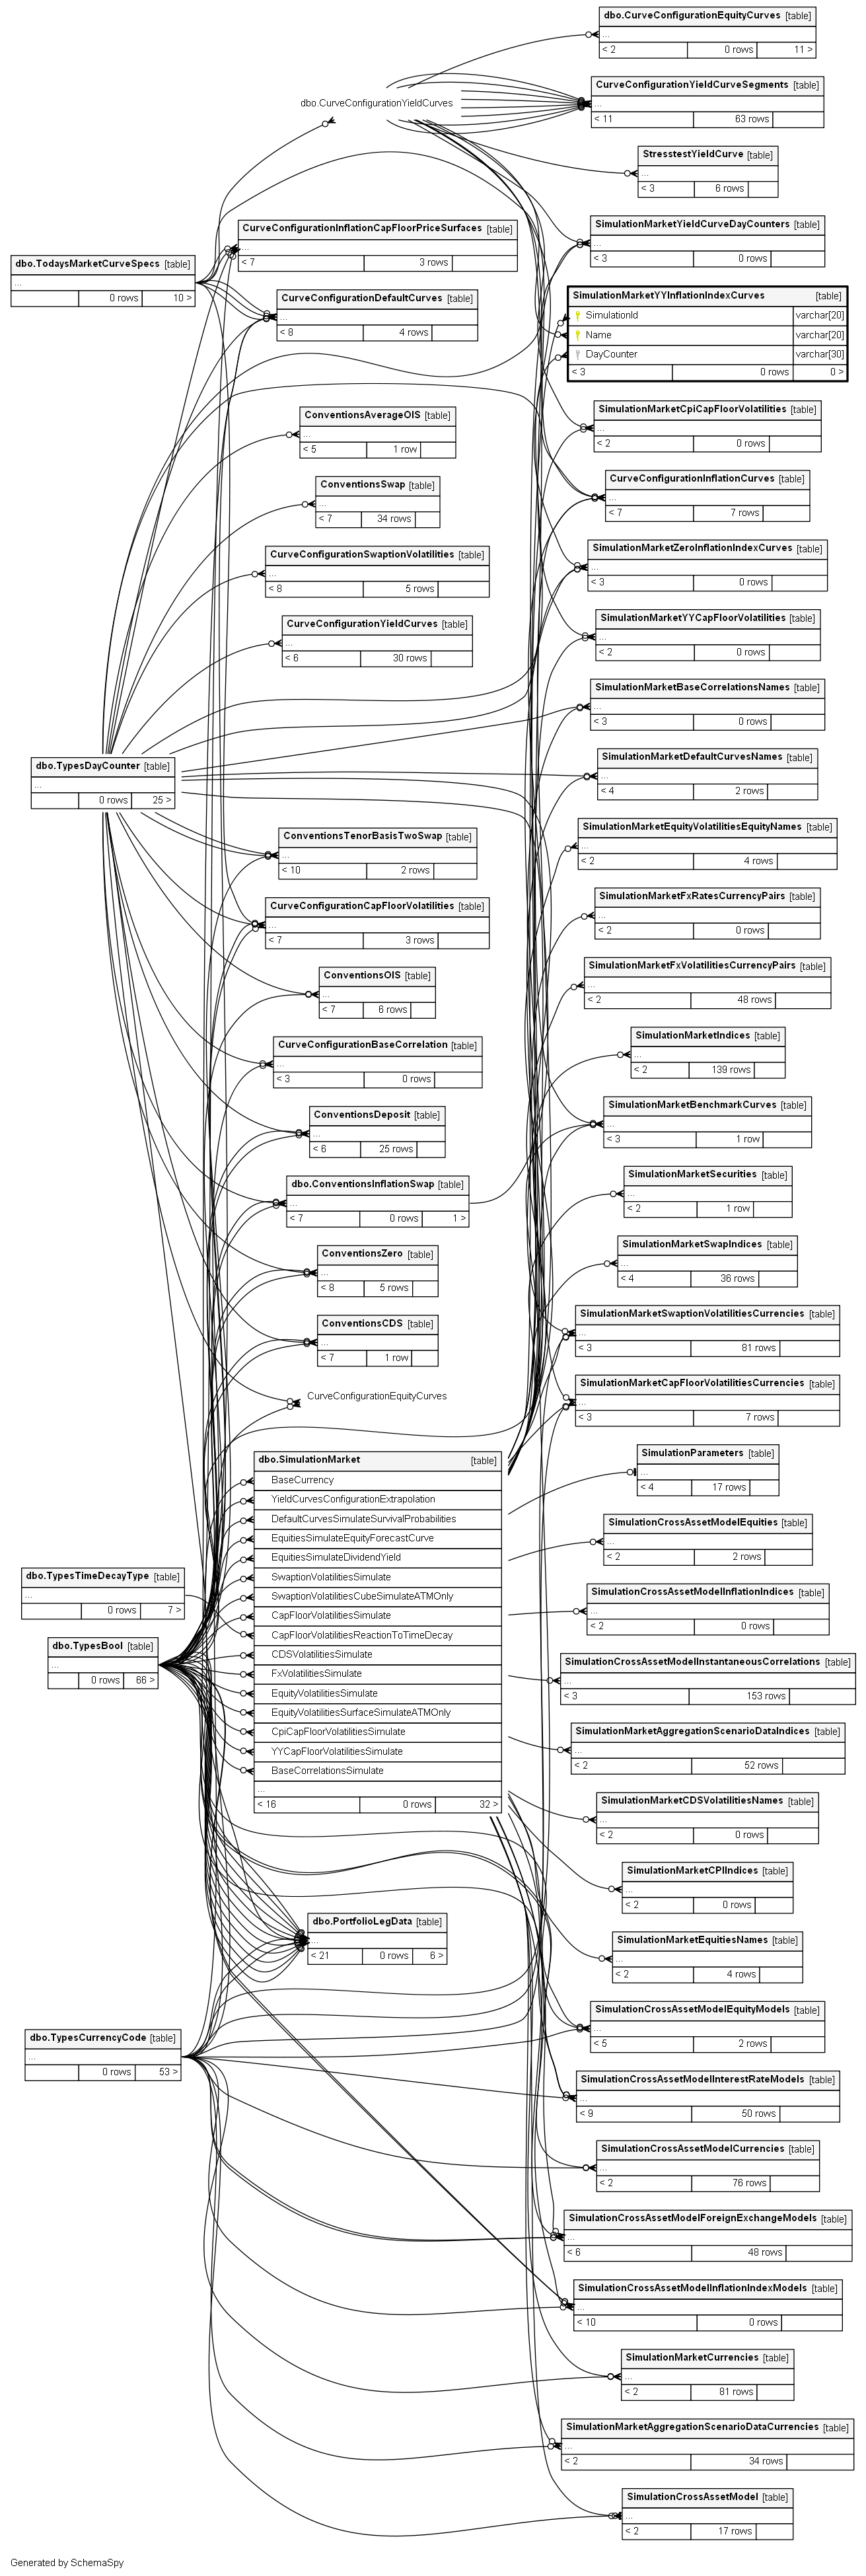 dbo.CurveConfigurationEquityCurves [table]
...
< 2 0 rows 11 >
CurveConfigurationYieldCurveSegments [table]
...
< 11 63 rows
dbo.CurveConfigurationYieldCurves
StresstestYieldCurve [table]
...
< 3 6 rows
SimulationMarketYieldCurveDayCounters [table]
...
< 3 0 rows
CurveConfigurationInflationCapFloorPriceSurfaces [table]
...
< 7 3 rows
dbo.TodaysMarketCurveSpecs [table]
...
0 rows 10 >
CurveConfigurationDefaultCurves [table]
...
< 8 4 rows
SimulationMarketYYInflationIndexCurves [table]
SimulationId varchar[20]
Name varchar[20]
DayCounter varchar[30]
< 3 0 rows 0 >
SimulationMarketCpiCapFloorVolatilities [table]
...
< 2 0 rows
ConventionsAverageOIS [table]
...
< 5 1 row
CurveConfigurationInflationCurves [table]
...
< 7 7 rows
ConventionsSwap [table]
...
< 7 34 rows
SimulationMarketZeroInflationIndexCurves [table]
...
< 3 0 rows
CurveConfigurationSwaptionVolatilities [table]
...
< 8 5 rows
SimulationMarketYYCapFloorVolatilities [table]
...
< 2 0 rows
CurveConfigurationYieldCurves [table]
...
< 6 30 rows
SimulationMarketBaseCorrelationsNames [table]
...
< 3 0 rows
dbo.TypesDayCounter [table]
...
0 rows 25 >
SimulationMarketDefaultCurvesNames [table]
...
< 4 2 rows
ConventionsTenorBasisTwoSwap [table]
...
< 10 2 rows
SimulationMarketEquityVolatilitiesEquityNames [table]
...
< 2 4 rows
CurveConfigurationCapFloorVolatilities [table]
...
< 7 3 rows
SimulationMarketFxRatesCurrencyPairs [table]
...
< 2 0 rows
ConventionsOIS [table]
...
< 7 6 rows
SimulationMarketFxVolatilitiesCurrencyPairs [table]
...
< 2 48 rows
CurveConfigurationBaseCorrelation [table]
...
< 3 0 rows
SimulationMarketIndices [table]
...
< 2 139 rows
ConventionsDeposit [table]
...
< 6 25 rows
SimulationMarketBenchmarkCurves [table]
...
< 3 1 row
dbo.ConventionsInflationSwap [table]
...
< 7 0 rows 1 >
SimulationMarketSecurities [table]
...
< 2 1 row
ConventionsZero [table]
...
< 8 5 rows
SimulationMarketSwapIndices [table]
...
< 4 36 rows
ConventionsCDS [table]
...
< 7 1 row
SimulationMarketSwaptionVolatilitiesCurrencies [table]
...
< 3 81 rows
CurveConfigurationEquityCurves
SimulationMarketCapFloorVolatilitiesCurrencies [table]
...
< 3 7 rows
dbo.SimulationMarket [table]
BaseCurrency
YieldCurvesConfigurationExtrapolation
DefaultCurvesSimulateSurvivalProbabilities
EquitiesSimulateEquityForecastCurve
EquitiesSimulateDividendYield
SwaptionVolatilitiesSimulate
SwaptionVolatilitiesCubeSimulateATMOnly
CapFloorVolatilitiesSimulate
CapFloorVolatilitiesReactionToTimeDecay
CDSVolatilitiesSimulate
FxVolatilitiesSimulate
EquityVolatilitiesSimulate
EquityVolatilitiesSurfaceSimulateATMOnly
CpiCapFloorVolatilitiesSimulate
YYCapFloorVolatilitiesSimulate
BaseCorrelationsSimulate
...
< 16 0 rows 32 >
SimulationParameters [table]
...
< 4 17 rows
SimulationCrossAssetModelEquities [table]
...
< 2 2 rows
dbo.TypesTimeDecayType [table]
...
0 rows 7 >
SimulationCrossAssetModelInflationIndices [table]
...
< 2 0 rows
dbo.TypesBool [table]
...
0 rows 66 >
SimulationCrossAssetModelInstantaneousCorrelations [table]
...
< 3 153 rows
SimulationMarketAggregationScenarioDataIndices [table]
...
< 2 52 rows
SimulationMarketCDSVolatilitiesNames [table]
...
< 2 0 rows
SimulationMarketCPIIndices [table]
...
< 2 0 rows
dbo.PortfolioLegData [table]
...
< 21 0 rows 6 >
SimulationMarketEquitiesNames [table]
...
< 2 4 rows
SimulationCrossAssetModelEquityModels [table]
...
< 5 2 rows
dbo.TypesCurrencyCode [table]
...
0 rows 53 >
SimulationCrossAssetModelInterestRateModels [table]
...
< 9 50 rows
SimulationCrossAssetModelCurrencies [table]
...
< 2 76 rows
SimulationCrossAssetModelForeignExchangeModels [table]
...
< 6 48 rows
SimulationCrossAssetModelInflationIndexModels [table]
...
< 10 0 rows
SimulationMarketCurrencies [table]
...
< 2 81 rows
SimulationMarketAggregationScenarioDataCurrencies [table]
...
< 2 34 rows
SimulationCrossAssetModel [table]
...
< 2 17 rows
Generated by SchemaSpy